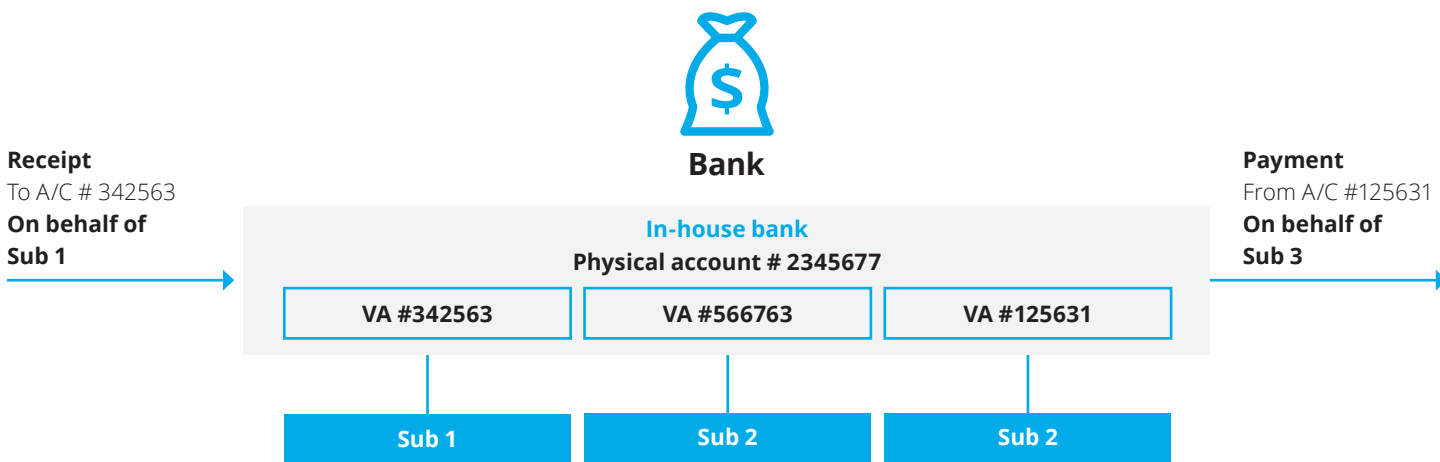 $
Bank
Receipt
To A/C # 342563
On behalf of
Sub 1
Payment
From A/C #125631
On behalf of
Sub 3
In-house bank
Physical account # 2345677
VA #342563
VA #566763
VA #125631
Sub 1
Sub 2
Sub 2